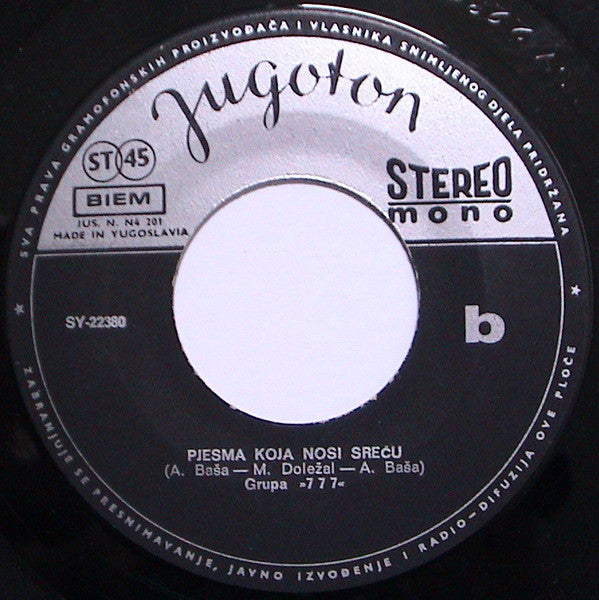 SVA PRAVA GRAMOFONSKIH PROIZVOĐAČA I VLASNIKA SNIMLJENOG DJELA PRIDRŽANA
Jugoton
ST 45
BIEM
JUS. N. N4 201
MADE IN YUGOSLAVIA
STEREO
mono
SY-22380
b
PJESMA KOJA NOSI SREĆU
(A. Baša — M. Doležal — A. Baša)
Grupa »777«
ZABRANJUJE SE PRESNIMAVANJE, JAVNO IZVOĐENJE I RADIO-DIFUZIJA OVE PLOČE